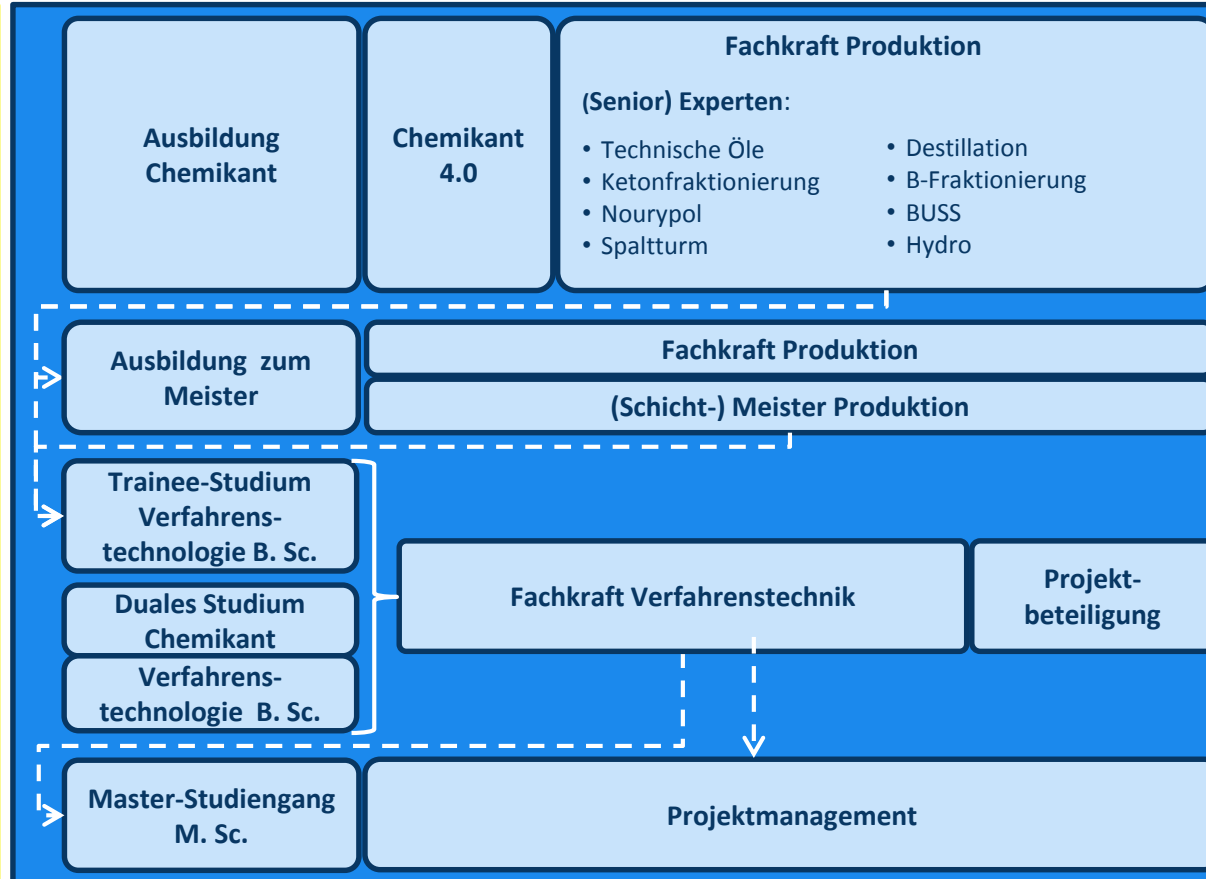 Ausbildung
Chemikant
Chemikant
4.0
Fachkraft Produktion
(Senior) Experten:
• Technische Öle
• Ketonfraktionierung
• Nourypol
• Spaltturm
• Destillation
• B-Fraktionierung
• BUSS
• Hydro
Ausbildung zum
Meister
Fachkraft Produktion
(Schicht-) Meister Produktion
Trainee-Studium
Verfahrens-
technologie B. Sc.
Duales Studium
Chemikant
Verfahrens-
technologie B. Sc.
Fachkraft Verfahrenstechnik
Projekt-
beteiligung
Master-Studiengang
M. Sc.
Projektmanagement